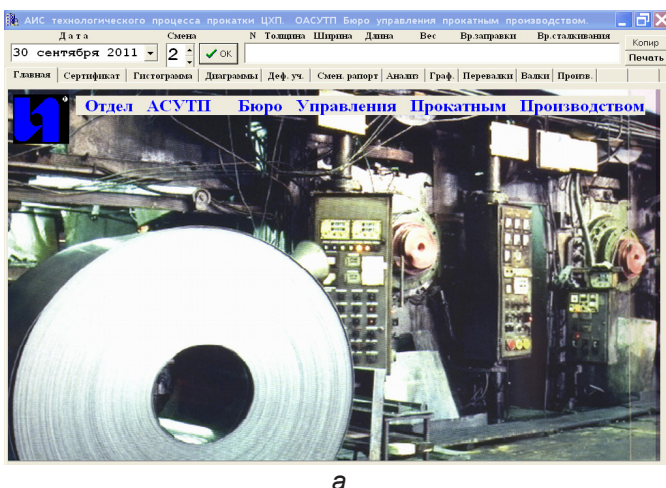 АИС технологического процесса прокатки ЦХП. ОАСУТП Бюро управления прокатным производством.
Дата Смена N Толщина Ширина Длина Вес Вр.заправки Вр.сталкивания
30 сентября 2011 2 OK Копир
Печать
Главная Сертификат Гистограмма Диаграммы Деф. уч. Смен. рапорт Анализ Граф. Перевалки Валки Произв.
Отдел АСУТП Бюро Управления Прокатным Производством
а